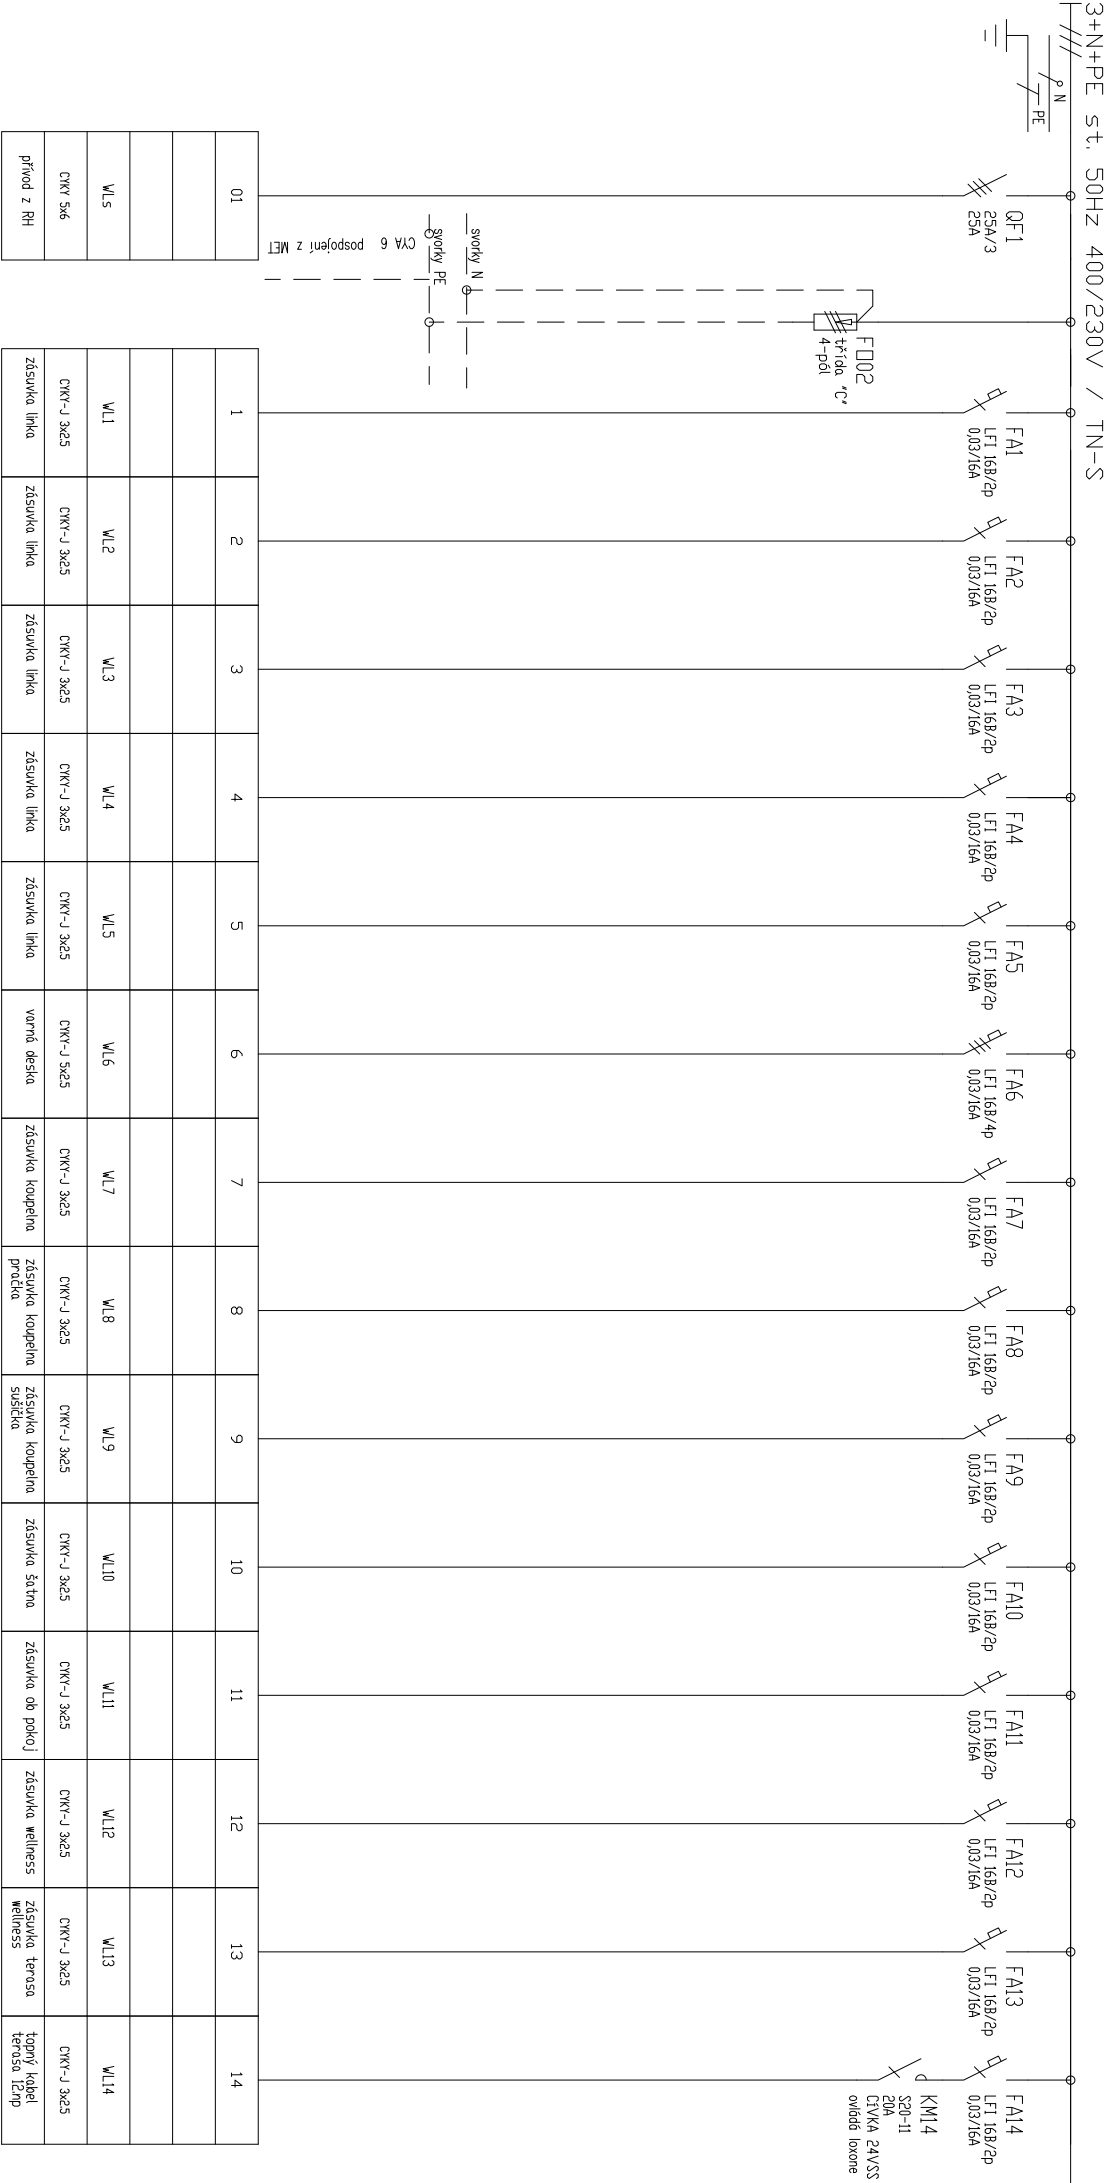 3+N+PE st. 50Hz 400/230V / TN-S
N
PE
QF1
25A/3
25A
FD02
třída "C"
4-pól
svorky N
svorky PE
CYA 6 pospojení z MET
FA1
LFI 16B/2p
0,03/16A
FA2
LFI 16B/2p
0,03/16A
FA3
LFI 16B/2p
0,03/16A
FA4
LFI 16B/2p
0,03/16A
FA5
LFI 16B/2p
0,03/16A
FA6
LFI 16B/4p
0,03/16A
FA7
LFI 16B/2p
0,03/16A
FA8
LFI 16B/2p
0,03/16A
FA9
LFI 16B/2p
0,03/16A
FA10
LFI 16B/2p
0,03/16A
FA11
LFI 16B/2p
0,03/16A
FA12
LFI 16B/2p
0,03/16A
FA13
LFI 16B/2p
0,03/16A
FA14
LFI 16B/2p
0,03/16A
KM14
S20-11
20A
CÍVKA 24VSS
ovládá loxone
01
WLs
CYKY 5x6
přívod z RH
1
WL1
CYKY-J 3x2.5
zásuvka linka
2
WL2
CYKY-J 3x2.5
zásuvka linka
3
WL3
CYKY-J 3x2.5
zásuvka linka
4
WL4
CYKY-J 3x2.5
zásuvka linka
5
WL5
CYKY-J 3x2.5
zásuvka linka
6
WL6
CYKY-J 5x2.5
varná deska
7
WL7
CYKY-J 3x2.5
zásuvka koupelna
8
WL8
CYKY-J 3x2.5
zásuvka koupelna
pračka
9
WL9
CYKY-J 3x2.5
zásuvka koupelna
sušička
10
WL10
CYKY-J 3x2.5
zásuvka šatna
11
WL11
CYKY-J 3x2.5
zásuvka ob pokoj
12
WL12
CYKY-J 3x2.5
zásuvka wellness
13
WL13
CYKY-J 3x2.5
zásuvka terasa
wellness
14
WL14
CYKY-J 3x2.5
topný kabel
terasa 12.np